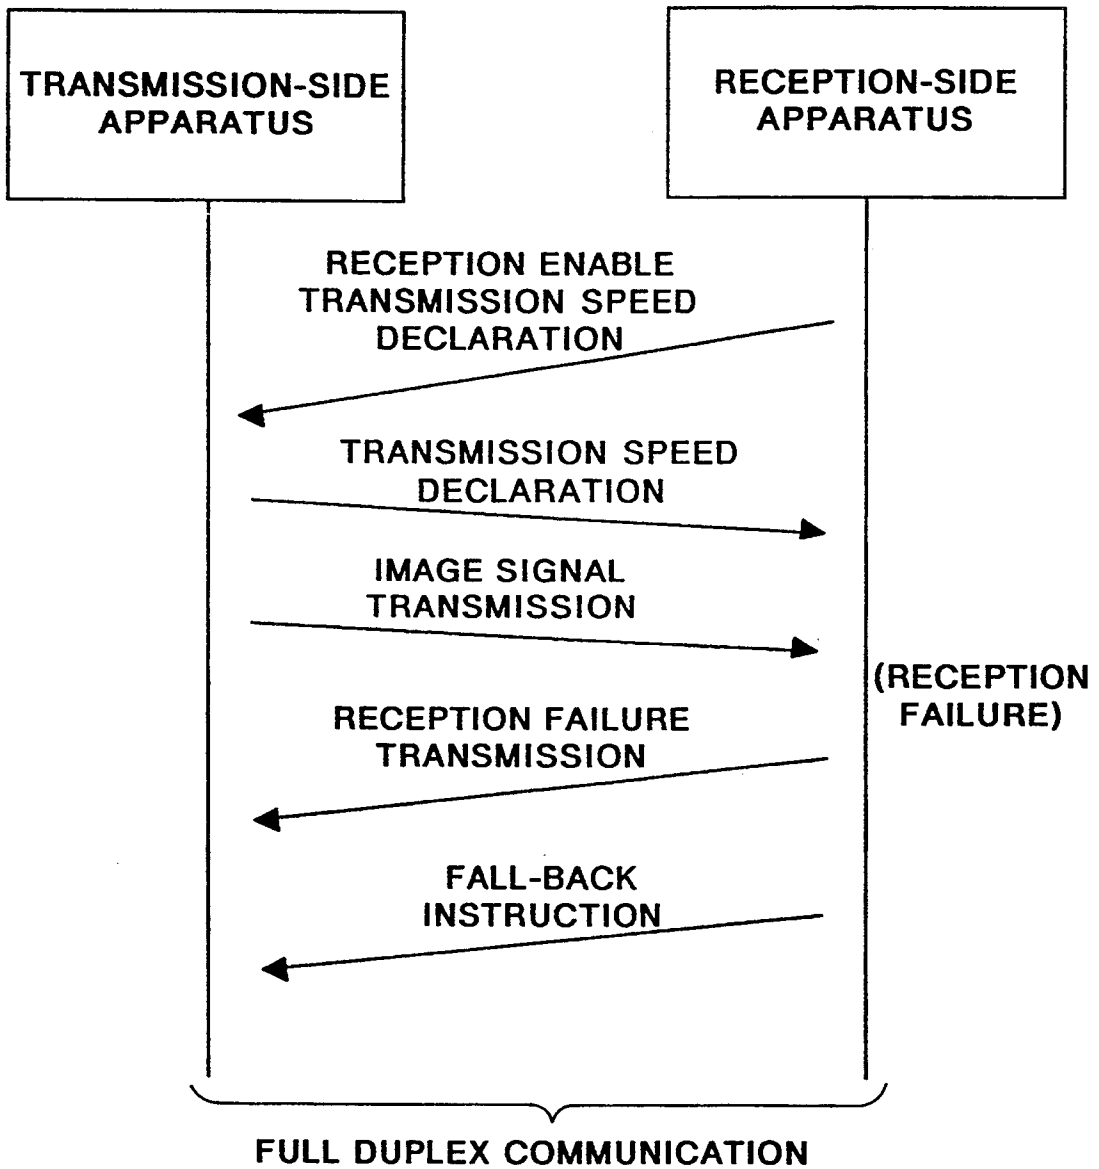 TRANSMISSION-SIDE
APPARATUS
RECEPTION-SIDE
APPARATUS
RECEPTION ENABLE
TRANSMISSION SPEED
DECLARATION
TRANSMISSION SPEED
DECLARATION
IMAGE SIGNAL
TRANSMISSION
(RECEPTION
FAILURE)
RECEPTION FAILURE
TRANSMISSION
FALL-BACK
INSTRUCTION
FULL DUPLEX COMMUNICATION